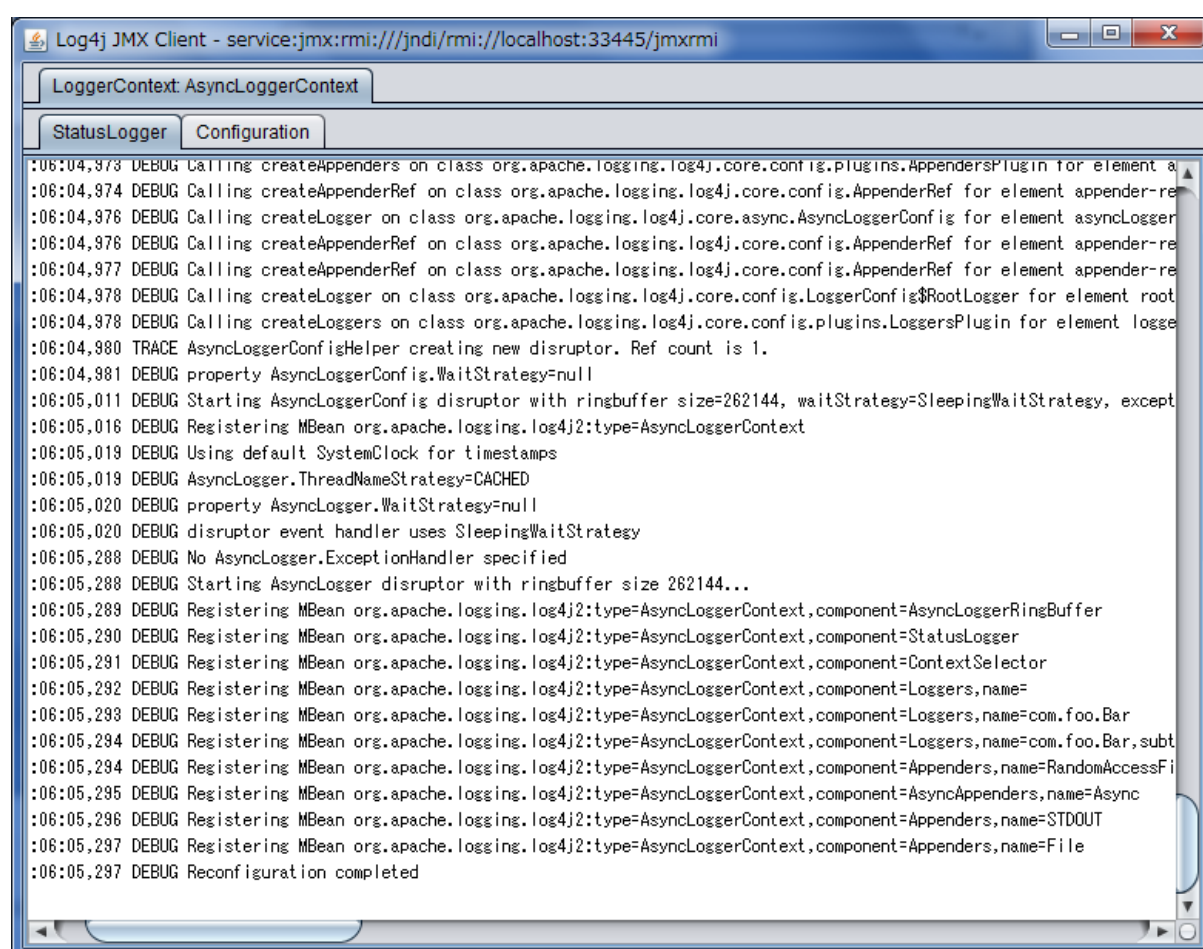 Log4j JMX Client - service:jmx:rmi:///jndi/rmi://localhost:33445/jmxrmi
LoggerContext: AsyncLoggerContext
StatusLogger Configuration
:06:04,973 DEBUG Calling createAppenders on class org.apache.logging.log4j.core.config.plugins.AppendersPlugin for element a
:06:04,974 DEBUG Calling createAppenderRef on class org.apache.logging.log4j.core.config.AppenderRef for element appender-re
:06:04,976 DEBUG Calling createLogger on class org.apache.logging.log4j.core.async.AsyncLoggerConfig for element asyncLogger
:06:04,976 DEBUG Calling createAppenderRef on class org.apache.logging.log4j.core.config.AppenderRef for element appender-re
:06:04,977 DEBUG Calling createAppenderRef on class org.apache.logging.log4j.core.config.AppenderRef for element appender-re
:06:04,978 DEBUG Calling createLogger on class org.apache.logging.log4j.core.config.LoggerConfig$RootLogger for element root
:06:04,978 DEBUG Calling createLoggers on class org.apache.logging.log4j.core.config.plugins.LoggersPlugin for element logge
:06:04,980 TRACE AsyncLoggerConfigHelper creating new disruptor. Ref count is 1.
:06:04,981 DEBUG property AsyncLoggerConfig.WaitStrategy=null
:06:05,011 DEBUG Starting AsyncLoggerConfig disruptor with ringbuffer size=262144, waitStrategy=SleepingWaitStrategy, except
:06:05,016 DEBUG Registering MBean org.apache.logging.log4j2:type=AsyncLoggerContext
:06:05,019 DEBUG Using default SystemClock for timestamps
:06:05,019 DEBUG AsyncLogger.ThreadNameStrategy=CACHED
:06:05,020 DEBUG property AsyncLogger.WaitStrategy=null
:06:05,020 DEBUG disruptor event handler uses SleepingWaitStrategy
:06:05,288 DEBUG No AsyncLogger.ExceptionHandler specified
:06:05,288 DEBUG Starting AsyncLogger disruptor with ringbuffer size 262144...
:06:05,289 DEBUG Registering MBean org.apache.logging.log4j2:type=AsyncLoggerContext,component=AsyncLoggerRingBuffer
:06:05,290 DEBUG Registering MBean org.apache.logging.log4j2:type=AsyncLoggerContext,component=StatusLogger
:06:05,291 DEBUG Registering MBean org.apache.logging.log4j2:type=AsyncLoggerContext,component=ContextSelector
:06:05,292 DEBUG Registering MBean org.apache.logging.log4j2:type=AsyncLoggerContext,component=Loggers,name=
:06:05,293 DEBUG Registering MBean org.apache.logging.log4j2:type=AsyncLoggerContext,component=Loggers,name=com.foo.Bar
:06:05,294 DEBUG Registering MBean org.apache.logging.log4j2:type=AsyncLoggerContext,component=Loggers,name=com.foo.Bar,subt
:06:05,294 DEBUG Registering MBean org.apache.logging.log4j2:type=AsyncLoggerContext,component=Appenders,name=RandomAccessFi
:06:05,295 DEBUG Registering MBean org.apache.logging.log4j2:type=AsyncLoggerContext,component=AsyncAppenders,name=Async
:06:05,296 DEBUG Registering MBean org.apache.logging.log4j2:type=AsyncLoggerContext,component=Appenders,name=STDOUT
:06:05,297 DEBUG Registering MBean org.apache.logging.log4j2:type=AsyncLoggerContext,component=Appenders,name=File
:06:05,297 DEBUG Reconfiguration completed